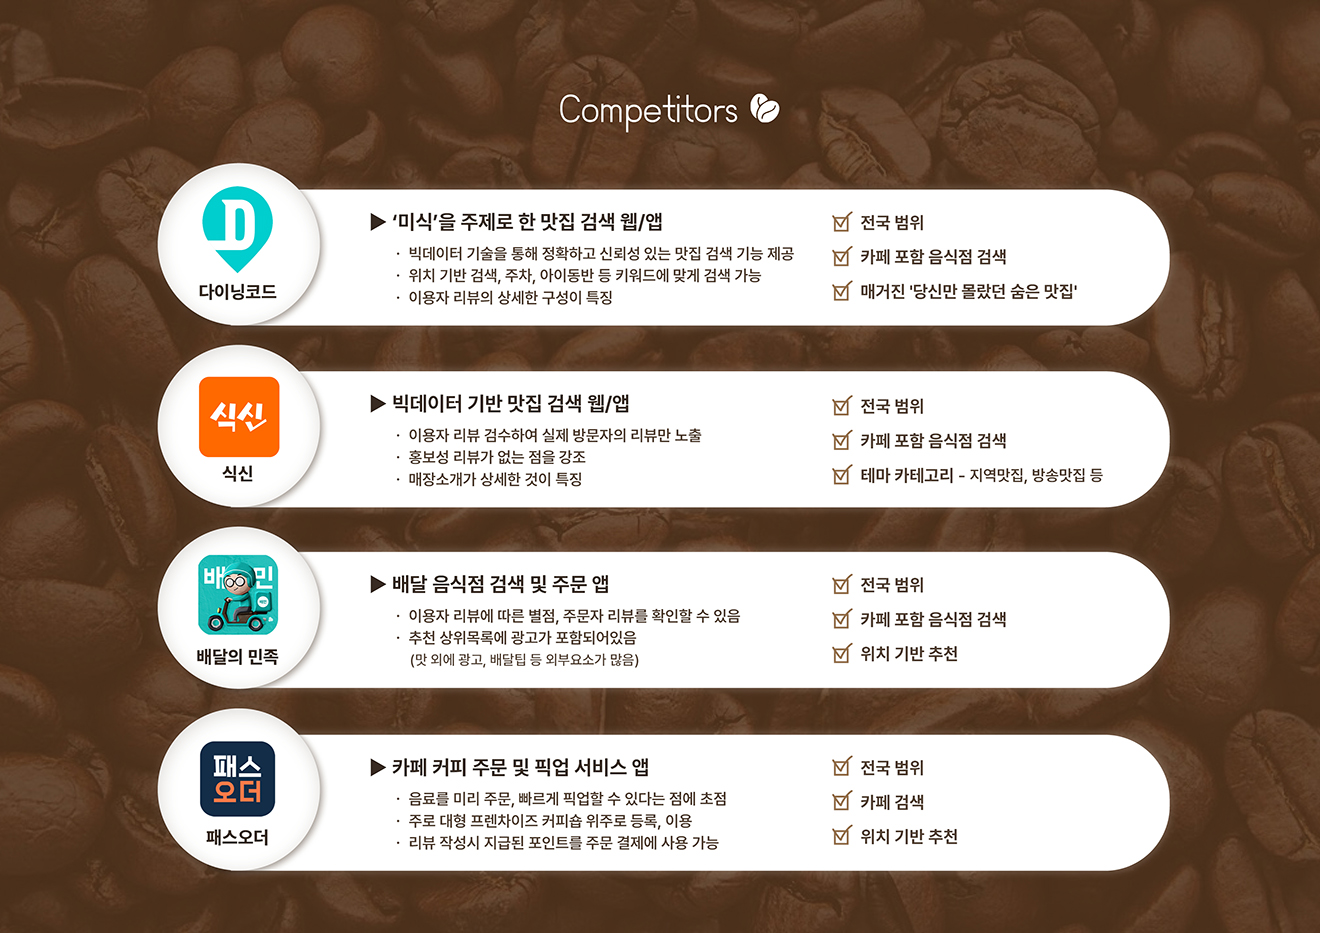 Competitors
D
다이닝코드
▶ ‘미식’을 주제로 한 맛집 검색 웹/앱
· 빅데이터 기술을 통해 정확하고 신뢰성 있는 맛집 검색 기능 제공
· 위치 기반 검색, 주차, 아이동반 등 키워드에 맞게 검색 가능
· 이용자 리뷰의 상세한 구성이 특징
전국 범위
카페 포함 음식점 검색
매거진 '당신만 몰랐던 숨은 맛집'
식신
식신
▶ 빅데이터 기반 맛집 검색 웹/앱
· 이용자 리뷰 검수하여 실제 방문자의 리뷰만 노출
· 홍보성 리뷰가 없는 점을 강조
· 매장소개가 상세한 것이 특징
전국 범위
카페 포함 음식점 검색
테마 카테고리 - 지역맛집, 방송맛집 등
배민
배달의 민족
▶ 배달 음식점 검색 및 주문 앱
· 이용자 리뷰에 따른 별점, 주문자 리뷰를 확인할 수 있음
· 추천 상위목록에 광고가 포함되어있음
(맛 외에 광고, 배달팁 등 외부요소가 많음)
전국 범위
카페 포함 음식점 검색
위치 기반 추천
패스
오더
패스오더
▶ 카페 커피 주문 및 픽업 서비스 앱
· 음료를 미리 주문, 빠르게 픽업할 수 있다는 점에 초점
· 주로 대형 프렌차이즈 커피숍 위주로 등록, 이용
· 리뷰 작성시 지급된 포인트를 주문 결제에 사용 가능
전국 범위
카페 검색
위치 기반 추천